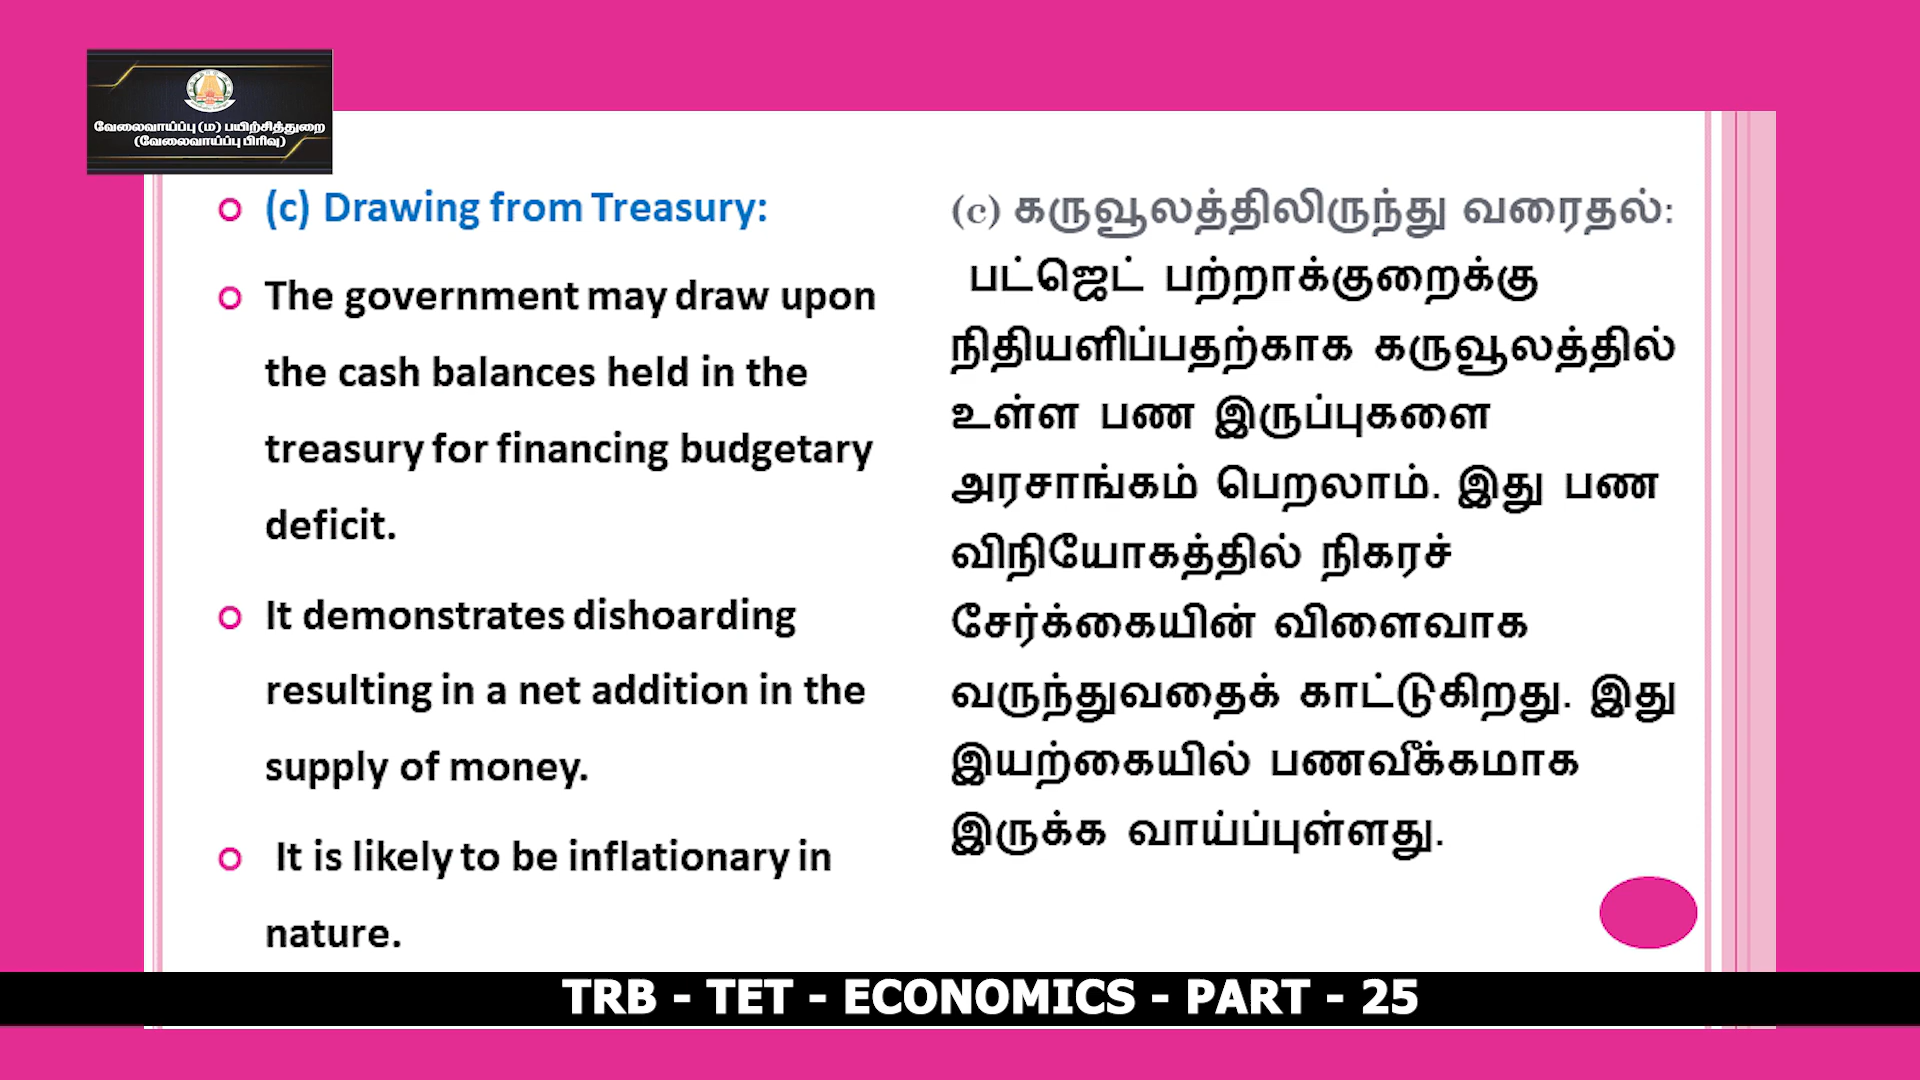 வேலைவாய்ப்பு (ம) பயிற்சித்துறை
(வேலைவாய்ப்பு பிரிவு)
(c) Drawing from Treasury:
The government may draw upon
the cash balances held in the
treasury for financing budgetary
deficit.
It demonstrates dishoarding
resulting in a net addition in the
supply of money.
It is likely to be inflationary in
nature.
(c) கருவூலத்திலிருந்து வரைதல்:
பட்ஜெட் பற்றாக்குறைக்கு
நிதியளிப்பதற்காக கருவூலத்தில்
உள்ள பண இருப்புகளை
அரசாங்கம் பெறலாம். இது பண
விநியோகத்தில் நிகரச்
சேர்க்கையின் விளைவாக
வருந்துவதைக் காட்டுகிறது. இது
இயற்கையில் பணவீக்கமாக
இருக்க வாய்ப்புள்ளது.
TRB - TET - ECONOMICS - PART - 25